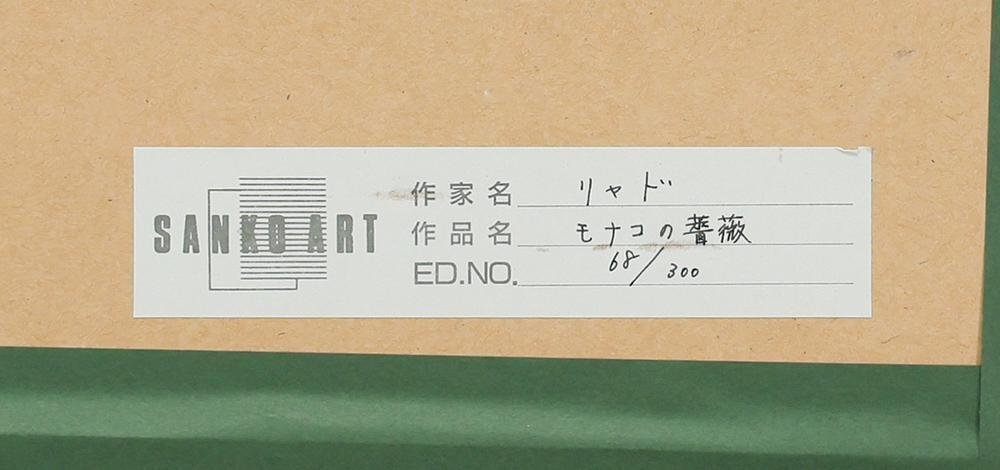 SANKO ART
作家名 リャド
作品名 モナコの薔薇
ED.NO. 68/300